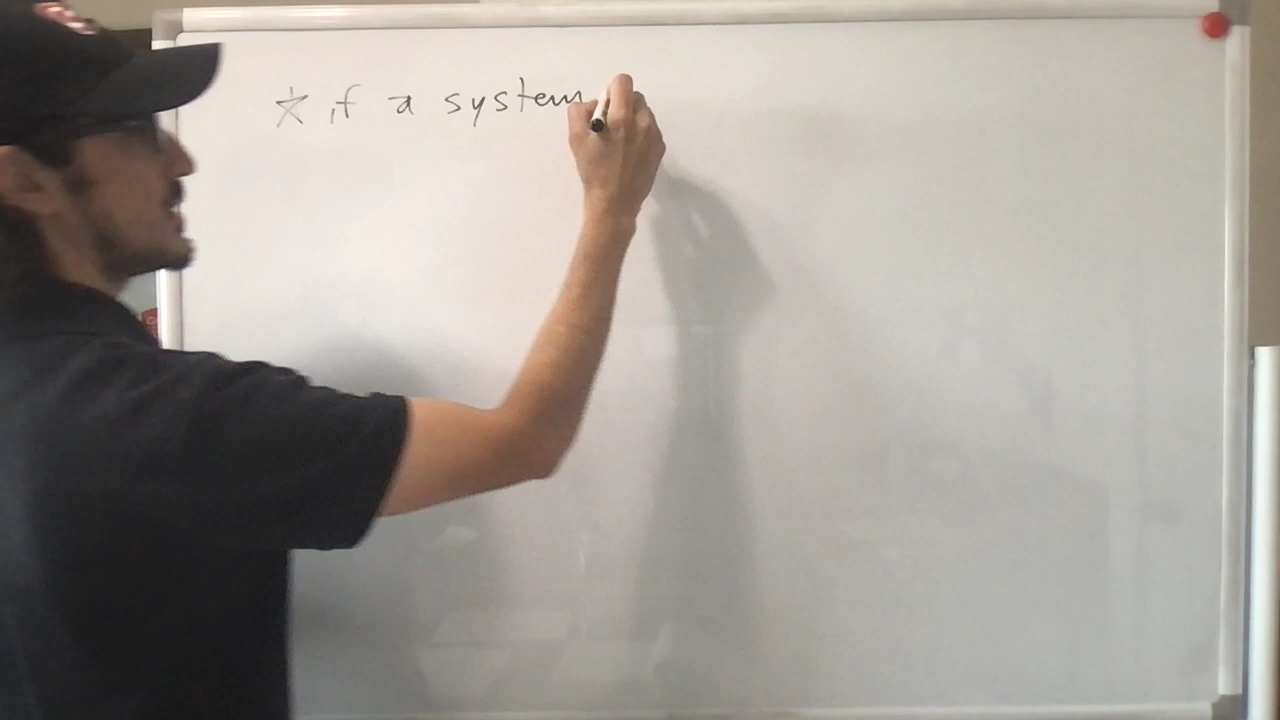 ☆ if a system